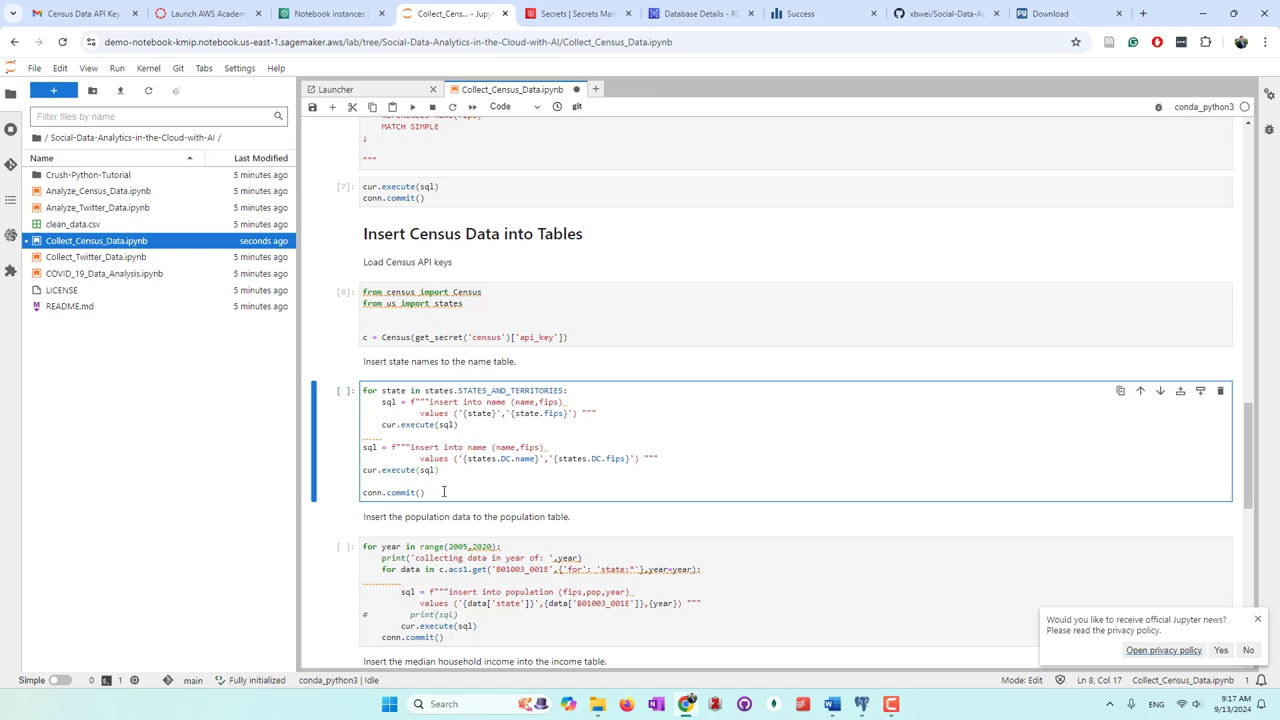 Census Data API Key
Launch AWS Academy
Notebook instances
Collect_Cens... - Jupyt
Secrets | Secrets Man
Database Details - RE
Success
xbwei/Social-Data-A
Download
demo-notebook-kmip.notebook.us-east-1.sagemaker.aws/lab/tree/Social-Data-Analytics-in-the-Cloud-with-AI/Collect_Census_Data.ipynb
File Edit View Run Kernel Git Tabs Settings Help
Launcher
Collect_Census_Data.ipynb
Code
git
conda_python3
Filter files by name
/ Social-Data-Analytics-in-the-Cloud-with-AI /
Name Last Modified
Crush-Python-Tutorial 5 minutes ago
Analyze_Census_Data.ipynb 5 minutes ago
Analyze_Twitter_Data.ipynb 5 minutes ago
clean_data.csv 5 minutes ago
Collect_Census_Data.ipynb seconds ago
Collect_Twitter_Data.ipynb 5 minutes ago
COVID_19_Data_Analysis.ipynb 5 minutes ago
LICENSE 5 minutes ago
README.md 5 minutes ago
MATCH SIMPLE
;
"""
[7]: cur.execute(sql)
conn.commit()
Insert Census Data into Tables
Load Census API keys
[8]: from census import Census
from us import states
c = Census(get_secret('census')['api_key'])
Insert state names to the name table.
[ ]: for state in states.STATES_AND_TERRITORIES:
sql = f"""insert into name (name,fips)
values ('{state}','{state.fips}') """
cur.execute(sql)
sql = f"""insert into name (name,fips)
values ('{states.DC.name}','{states.DC.fips}') """
cur.execute(sql)
conn.commit()
Insert the population data to the population table.
[ ]: for year in range(2005,2020):
print('collecting data in year of: ',year)
for data in c.acs1.get('B01003_001E',{'for': 'state:*'},year=year):
sql = f"""insert into population (fips,pop,year)
values ('{data['state']}',{data['B01003_001E']},{year}) """
# print(sql)
cur.execute(sql)
conn.commit()
Insert the median household income into the income table.
Would you like to receive official Jupyter news?
Please read the privacy policy.
Open privacy policy Yes No
Simple 0 1 main Fully initialized conda_python3 | Idle Mode: Edit Ln 8, Col 17 Collect_Census_Data.ipynb 1
Search
ENG
9:17 AM
9/13/2024